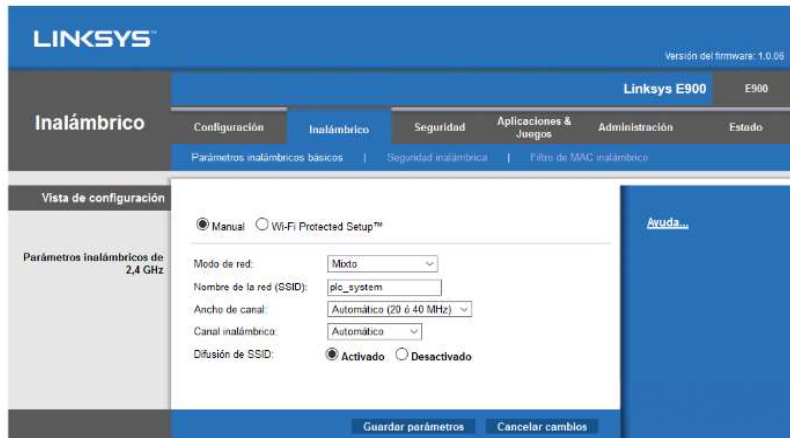 LINKSYS
Versión del firmware: 1.0.06
Linksys E900 E900
Inalámbrico
Configuración Inalámbrico Seguridad Aplicaciones & Juegos Administración Estado
Parámetros inalámbricos básicos | Seguridad inalámbrica | Filtro de MAC inalámbrico
Vista de configuración
Manual Wi-Fi Protected Setup™
Ayuda...
Parámetros inalámbricos de
2,4 GHz
Modo de red: Mixto
Nombre de la red (SSID): plc_system
Ancho de canal: Automático (20 ó 40 MHz)
Canal inalámbrico: Automático
Difusión de SSID: Activado Desactivado
Guardar parámetros Cancelar cambios